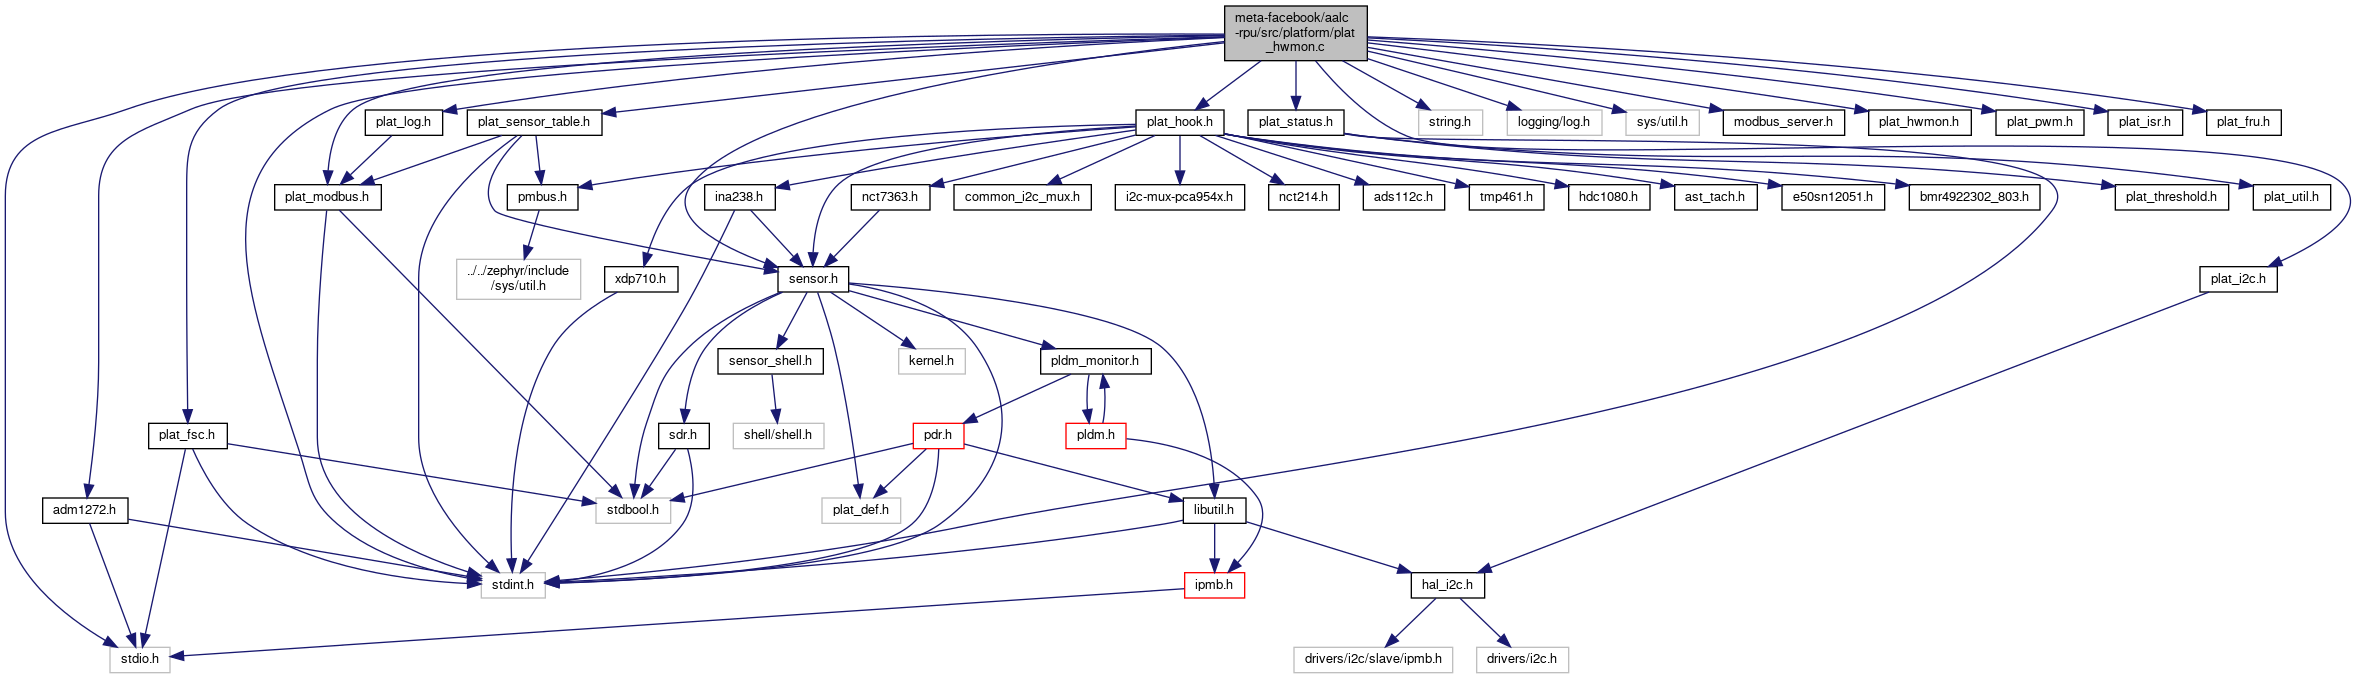 meta-facebook/aalc
-rpu/src/platform/plat
_hwmon.c
plat_log.h
plat_sensor_table.h
plat_hook.h
plat_status.h
string.h
logging/log.h
sys/util.h
modbus_server.h
plat_hwmon.h
plat_pwm.h
plat_isr.h
plat_fru.h
plat_modbus.h
pmbus.h
ina238.h
nct7363.h
common_i2c_mux.h
i2c-mux-pca954x.h
nct214.h
ads112c.h
tmp461.h
hdc1080.h
ast_tach.h
e50sn12051.h
bmr4922302_803.h
plat_threshold.h
plat_util.h
../../zephyr/include
/sys/util.h
xdp710.h
sensor.h
plat_i2c.h
sensor_shell.h
kernel.h
pldm_monitor.h
plat_fsc.h
sdr.h
shell/shell.h
pdr.h
pldm.h
adm1272.h
stdbool.h
plat_def.h
libutil.h
stdint.h
ipmb.h
hal_i2c.h
stdio.h
drivers/i2c/slave/ipmb.h
drivers/i2c.h